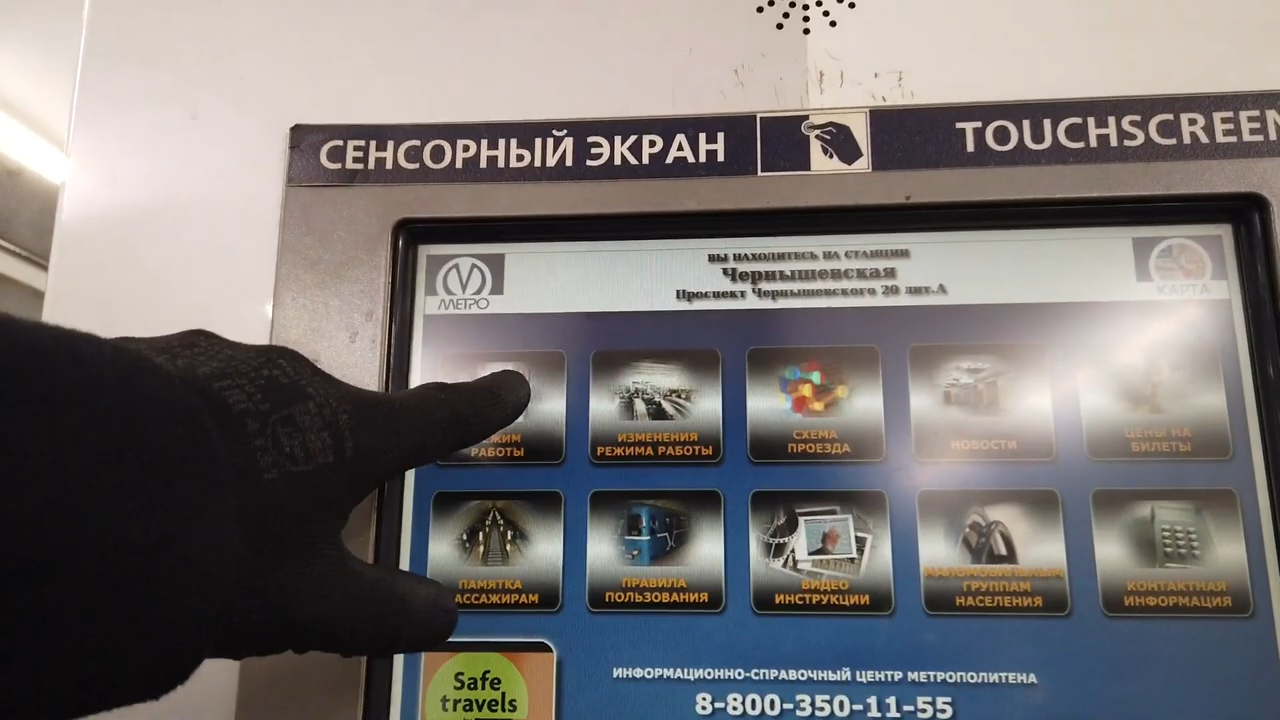 СЕНСОРНЫЙ ЭКРАН
TOUCHSCREEN
ВЫ НАХОДИТЕСЬ НА СТАНЦИИ
Чернышевская
Проспект Чернышевского 20 лит.А
МЕТРО
КАРТА
РАБОТЫ
ИЗМЕНЕНИЯ
РЕЖИМА РАБОТЫ
СХЕМА
ПРОЕЗДА
НОВОСТИ
ЦЕНЫ НА
БИЛЕТЫ
ПАМЯТКА
АССАЖИРАМ
ПРАВИЛА
ПОЛЬЗОВАНИЯ
ВИДЕО
ИНСТРУКЦИИ
МАЛОМОБИЛЬНЫМ
ГРУППАМ
НАСЕЛЕНИЯ
КОНТАКТНАЯ
ИНФОРМАЦИЯ
Safe
travels
ИНФОРМАЦИОННО-СПРАВОЧНЫЙ ЦЕНТР МЕТРОПОЛИТЕНА
8-800-350-11-55